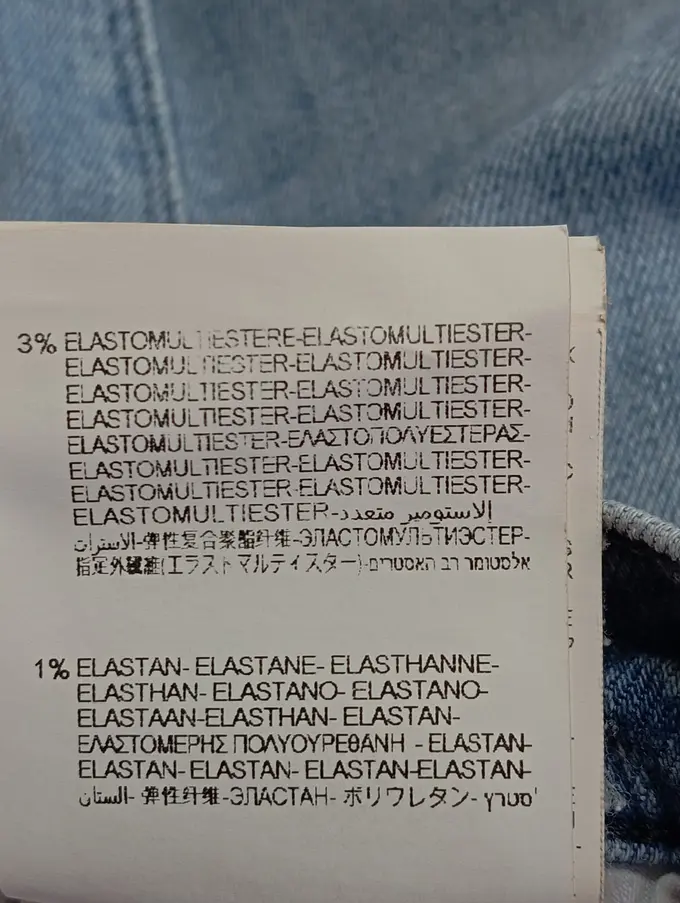 3% ELASTOMULTIESTERE-ELASTOMULTIESTER-
ELASTOMULTIESTER-ELASTOMULTIESTER-
ELASTOMULTIESTER-ELASTOMULTIESTER-
ELASTOMULTIESTER-ELASTOMULTIESTER-
ELASTOMULTIESTER-ΕΛΑΣΤΟΠΟΛΥΕΣΤΕΡΑΣ-
ELASTOMULTIESTER-ELASTOMULTIESTER-
ELASTOMULTIESTER-ELASTOMULTIESTER-
ELASTOMULTIESTER-الاستومير متعدد
الاسترات-弹性复合聚酯纤维-ЭЛАСТОМУЛЬТИЭСТЕР-
指定外繊維(エラストマルティスター)-אלסטומר רב האסטרים
1% ELASTAN- ELASTANE- ELASTHANNE-
ELASTHAN- ELASTANO- ELASTANO-
ELASTAAN-ELASTHAN- ELASTAN-
ΕΛΑΣΤΟΜΕΡΗΣ ΠΟΛΥΟΥΡΕΘΑΝΗ - ELASTAN-
ELASTAN- ELASTAN- ELASTAN-ELASTAN-
الستان- 弹性纤维-ЭЛАСТАН- ポリウレタン- סטרץ'